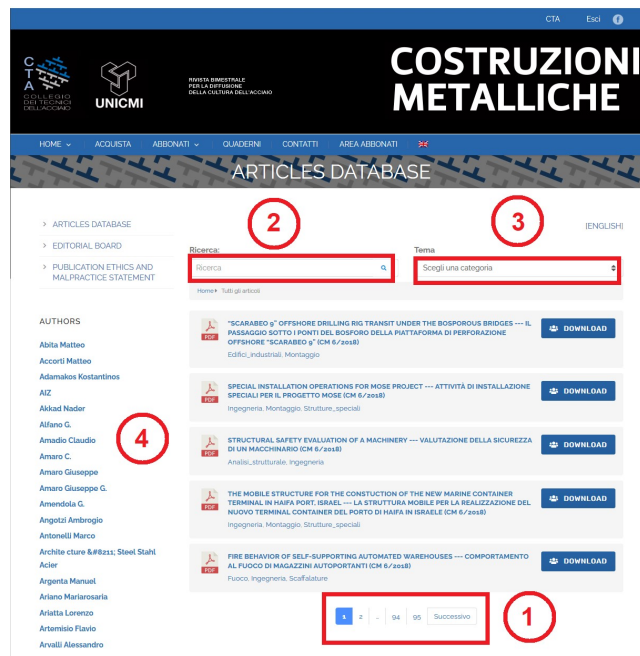 CTA Esci
CTA
COLLEGIO
DEI TECNICI
DELL'ACCIAIO
UNICMI
RIVISTA BIMESTRALE
PER LA DIFFUSIONE
DELLA CULTURA DELL'ACCIAIO
COSTRUZIONI
METALLICHE
HOME ACQUISTA ABBONATI QUADERNI CONTATTI AREA ABBONATI
ARTICLES DATABASE
> ARTICLES DATABASE
> EDITORIAL BOARD
> PUBLICATION ETHICS AND
MALPRACTICE STATEMENT
2
3
[ENGLISH]
Ricerca:
Tema
Ricerca
Scegli una categoria
Home Tutti gli articoli
AUTHORS
Abita Matteo
Accorti Matteo
Adamakos Kostantinos
AIZ
Akkad Nader
Alfano G.
Amadio Claudio
Amaro C.
Amaro Giuseppe
Amaro Giuseppe G.
Amendola G.
Angotzi Ambrogio
Antonelli Marco
Archite cture &#8211; Steel Stahl
Acier
Argenta Manuel
Ariano Mariarosaria
Ariatta Lorenzo
Artemisio Flavio
Arvalli Alessandro
4
PDF
"SCARABEO 9" OFFSHORE DRILLING RIG TRANSIT UNDER THE BOSPOROUS BRIDGES --- IL
PASSAGGIO SOTTO I PONTI DEL BOSFORO DELLA PIATTAFORMA DI PERFORAZIONE
OFFSHORE "SCARABEO 9" (CM 6/2018)
Edifici_industriali, Montaggio
DOWNLOAD
PDF
SPECIAL INSTALLATION OPERATIONS FOR MOSE PROJECT --- ATTIVITÀ DI INSTALLAZIONE
SPECIALI PER IL PROGETTO MOSE (CM 6/2018)
Ingegneria, Montaggio, Strutture_speciali
DOWNLOAD
PDF
STRUCTURAL SAFETY EVALUATION OF A MACHINERY --- VALUTAZIONE DELLA SICUREZZA
DI UN MACCHINARIO (CM 6/2018)
Analisi_strutturale, Ingegneria
DOWNLOAD
PDF
THE MOBILE STRUCTURE FOR THE CONSTUCTION OF THE NEW MARINE CONTAINER
TERMINAL IN HAIFA PORT, ISRAEL --- LA STRUTTURA MOBILE PER LA REALIZZAZIONE DEL
NUOVO TERMINAL CONTAINER DEL PORTO DI HAIFA IN ISRAELE (CM 6/2018)
Ingegneria, Montaggio, Strutture_speciali
DOWNLOAD
PDF
FIRE BEHAVIOR OF SELF-SUPPORTING AUTOMATED WAREHOUSES --- COMPORTAMENTO
AL FUOCO DI MAGAZZINI AUTOPORTANTI (CM 6/2018)
Fuoco, Ingegneria, Scaffalature
DOWNLOAD
1 2 ... 94 95 Successivo
1